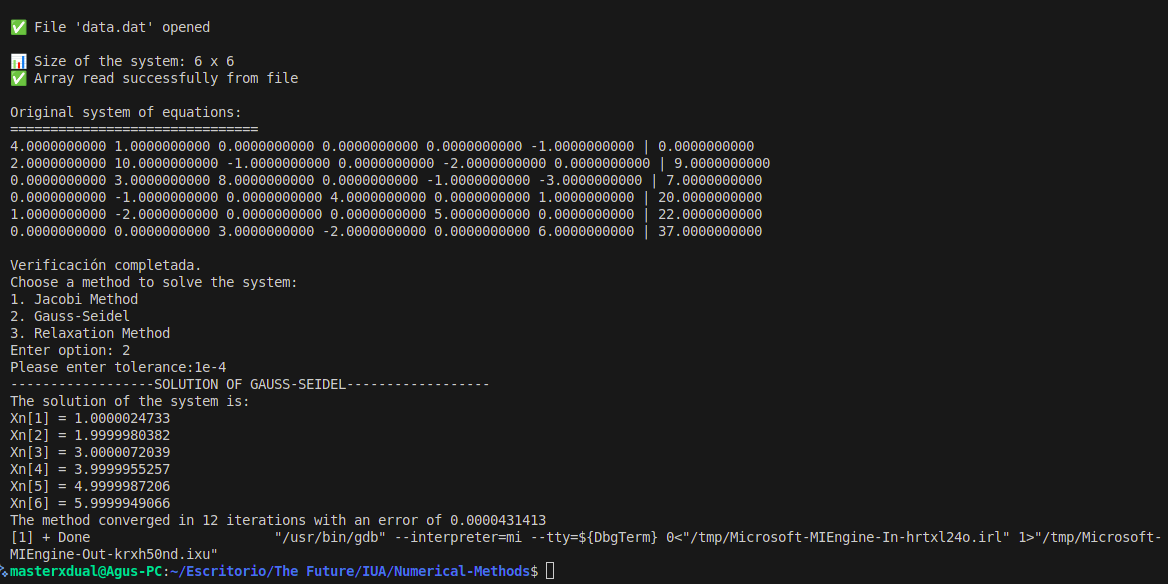 ✅ File 'data.dat' opened
📊 Size of the system: 6 x 6
✅ Array read successfully from file
Original system of equations:
===============================
4.0000000000 1.0000000000 0.0000000000 0.0000000000 0.0000000000 -1.0000000000 | 0.0000000000
2.0000000000 10.0000000000 -1.0000000000 0.0000000000 -2.0000000000 0.0000000000 | 9.0000000000
0.0000000000 3.0000000000 8.0000000000 0.0000000000 -1.0000000000 -3.0000000000 | 7.0000000000
0.0000000000 -1.0000000000 0.0000000000 4.0000000000 0.0000000000 1.0000000000 | 20.0000000000
1.0000000000 -2.0000000000 0.0000000000 0.0000000000 5.0000000000 0.0000000000 | 22.0000000000
0.0000000000 0.0000000000 3.0000000000 -2.0000000000 0.0000000000 6.0000000000 | 37.0000000000
Verificación completada.
Choose a method to solve the system:
1. Jacobi Method
2. Gauss-Seidel
3. Relaxation Method
Enter option: 2
Please enter tolerance:1e-4
------------------SOLUTION OF GAUSS-SEIDEL------------------
The solution of the system is:
Xn[1] = 1.0000024733
Xn[2] = 1.9999980382
Xn[3] = 3.0000072039
Xn[4] = 3.9999955257
Xn[5] = 4.9999987206
Xn[6] = 5.9999949066
The method converged in 12 iterations with an error of 0.0000431413
[1] + Done                       "/usr/bin/gdb" --interpreter=mi --tty=${DbgTerm} 0<"/tmp/Microsoft-MIEngine-In-hrtxl24o.irl" 1>"/tmp/Microsoft-
MIEngine-Out-krxh50nd.ixu"
masterxdual@Agus-PC:~/Escritorio/The Future/IUA/Numerical-Methods$